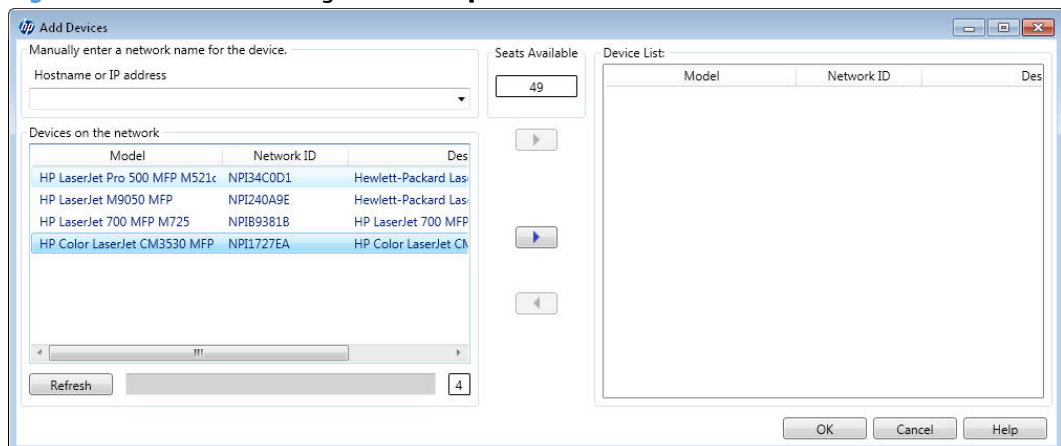 Add Devices
Manually enter a network name for the device.
Hostname or IP address
Seats Available
49
Device List:
Model Network ID Des
Devices on the network
Model Network ID Des
HP LaserJet Pro 500 MFP M521c NPI34C0D1 Hewlett-Packard Las
HP LaserJet M9050 MFP NPI240A9E Hewlett-Packard Las
HP LaserJet 700 MFP M725 NPIB9381B HP LaserJet 700 MFP
HP Color LaserJet CM3530 MFP NPI1727EA HP Color LaserJet CM
Refresh
4
OK Cancel Help